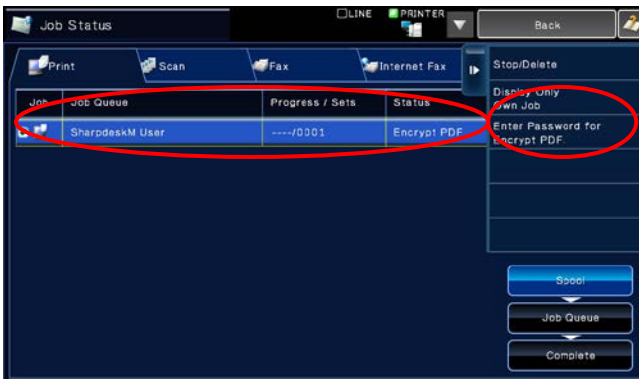 Job Status
LINE
PRINTER
Back
Print
Scan
Fax
Internet Fax
Stop/Delete
Job
Job Queue
Progress / Sets
Status
Display Only
Own Job
SharpdeskM User
----/0001
Encrypt PDF
Enter Password for
Encrypt PDF.
Spool
Job Queue
Complete